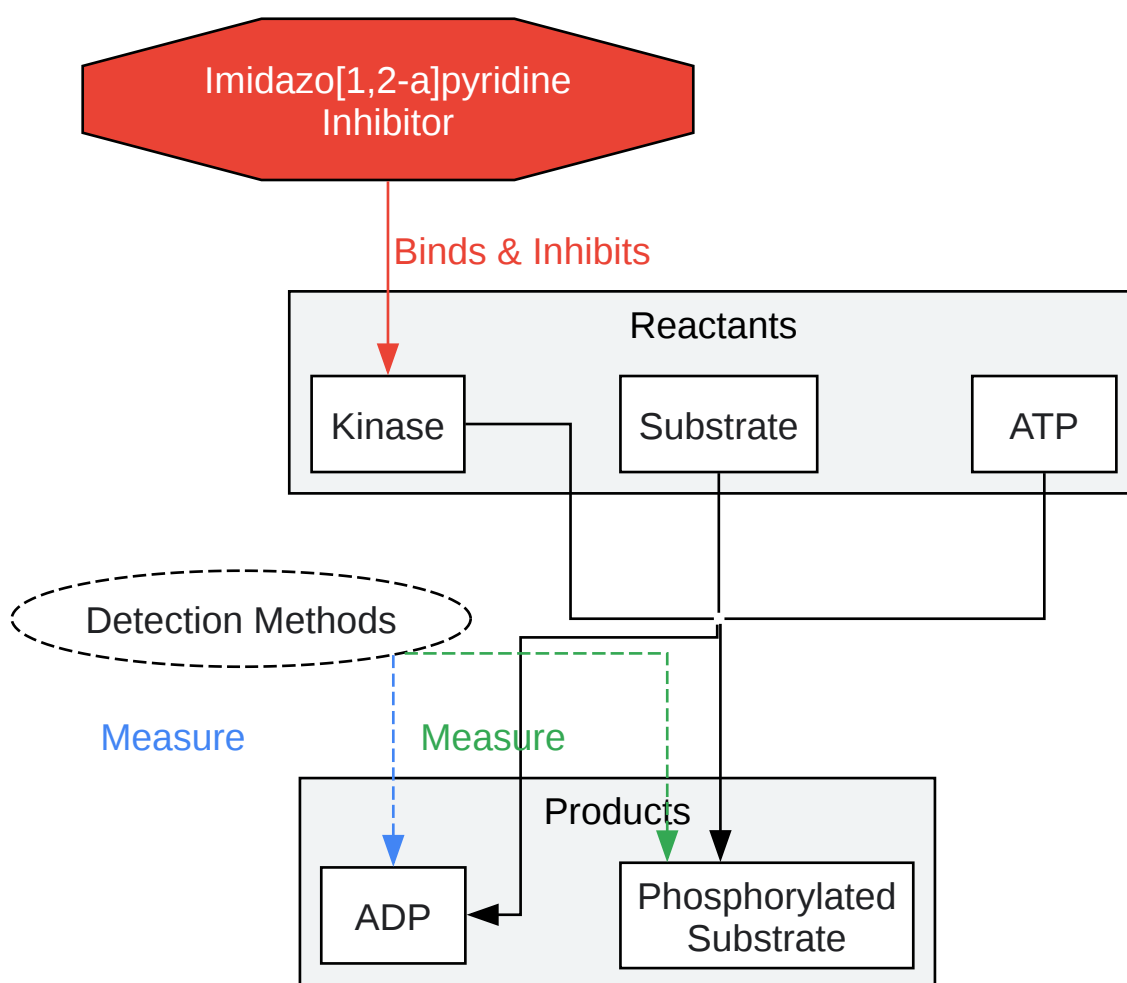 Imidazo[1,2-a]pyridine
Inhibitor
Binds & Inhibits
Reactants
Kinase
Substrate
ATP
Detection Methods
Measure
Measure
Products
ADP
Phosphorylated
Substrate